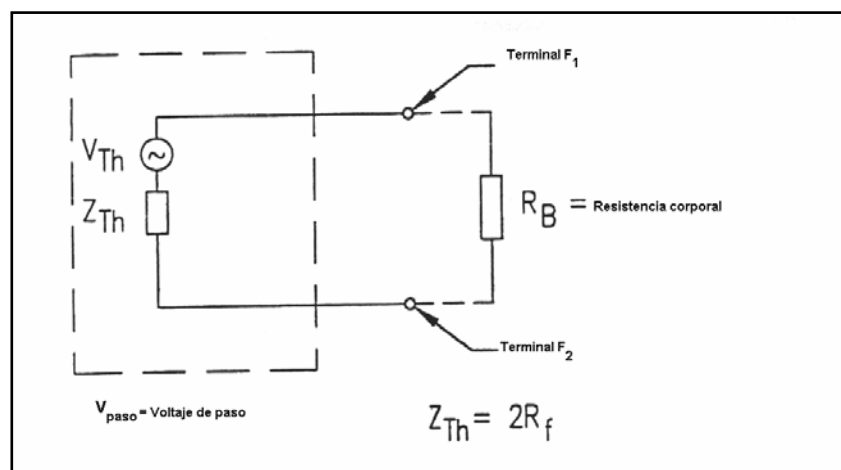 Terminal F1
VTh
ZTh
RB = Resistencia corporal
Terminal F2
Vpaso = Voltaje de paso
ZTh = 2Rf